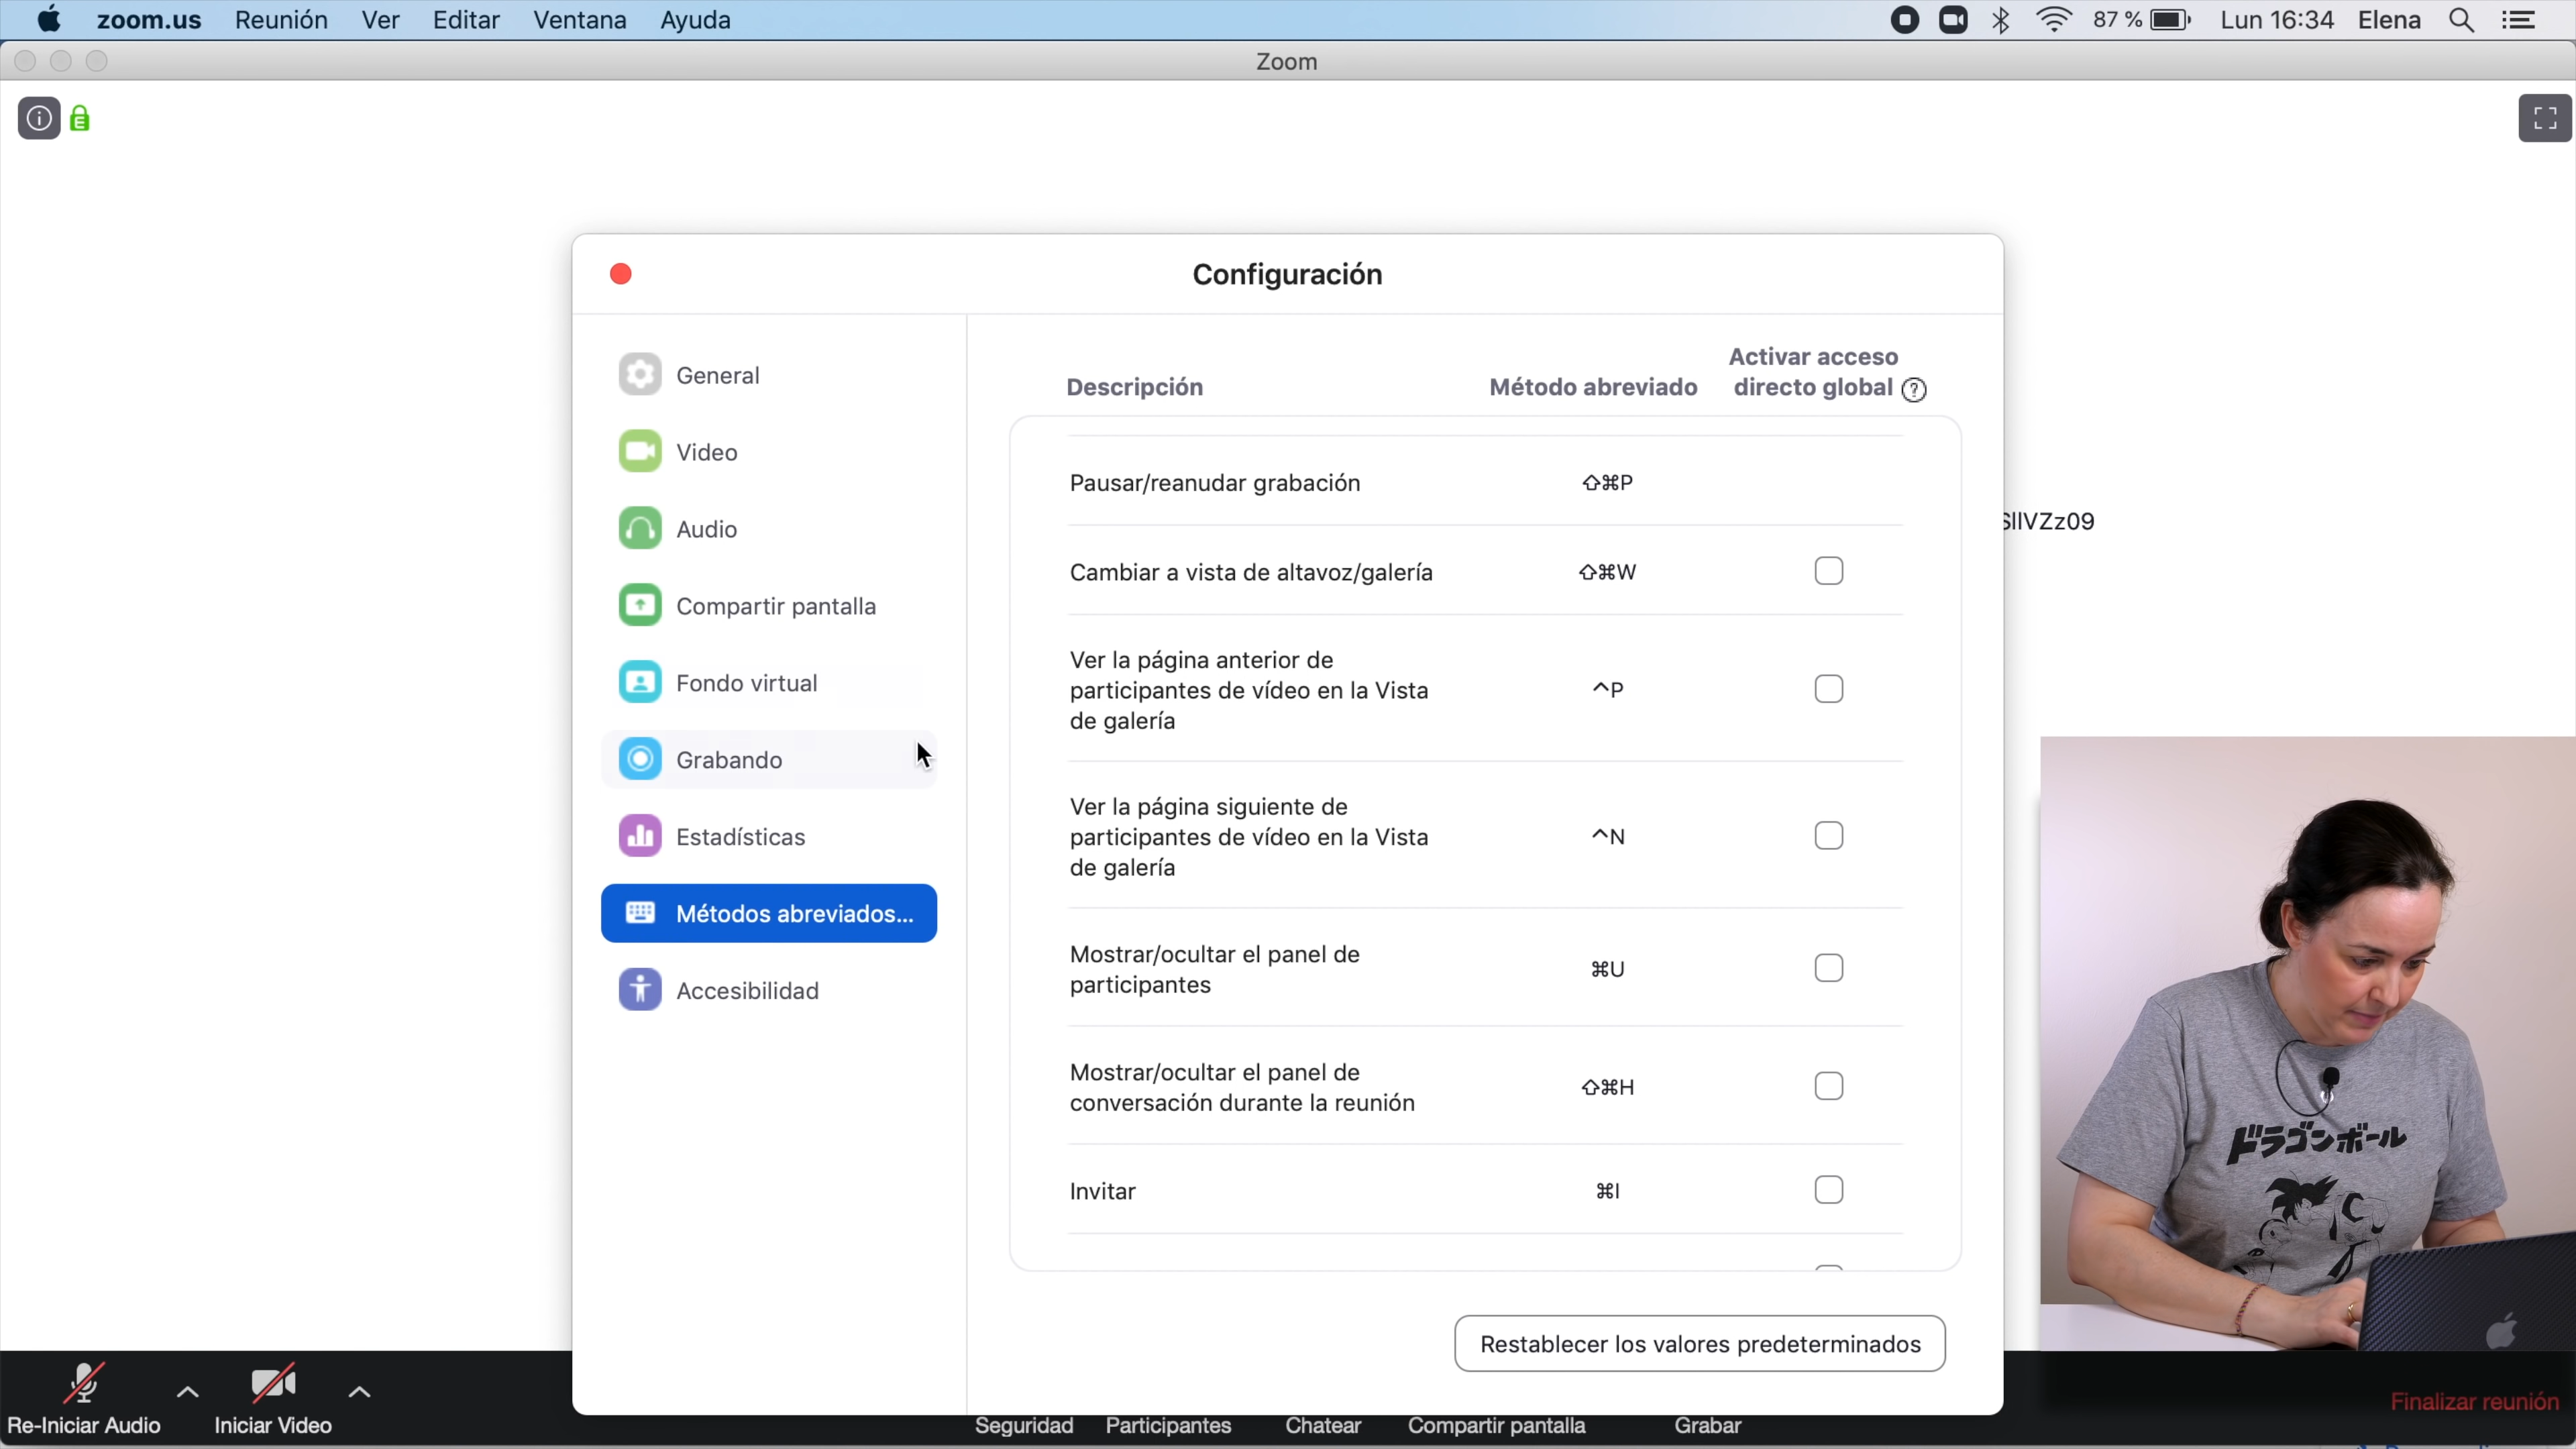 zoom.us Reunión Ver Editar Ventana Ayuda 87 % Lun 16:34 Elena
Zoom
Configuración
General
Video
Audio
Compartir pantalla
Fondo virtual
Grabando
Estadísticas
Métodos abreviados...
Accesibilidad
Descripción Método abreviado Activar acceso
directo global ?
Pausar/reanudar grabación ⇧⌘P
Cambiar a vista de altavoz/galería ⇧⌘W
Ver la página anterior de
participantes de vídeo en la Vista
de galería
^P
Ver la página siguiente de
participantes de vídeo en la Vista
de galería
^N
Mostrar/ocultar el panel de
participantes
⌘U
Mostrar/ocultar el panel de
conversación durante la reunión
⇧⌘H
Invitar ⌘I
Restablecer los valores predeterminados
SllVZz09
ドラゴンボール
Re-Iniciar Audio Iniciar Video Seguridad Participantes Chatear Compartir pantalla Grabar Finalizar reunión